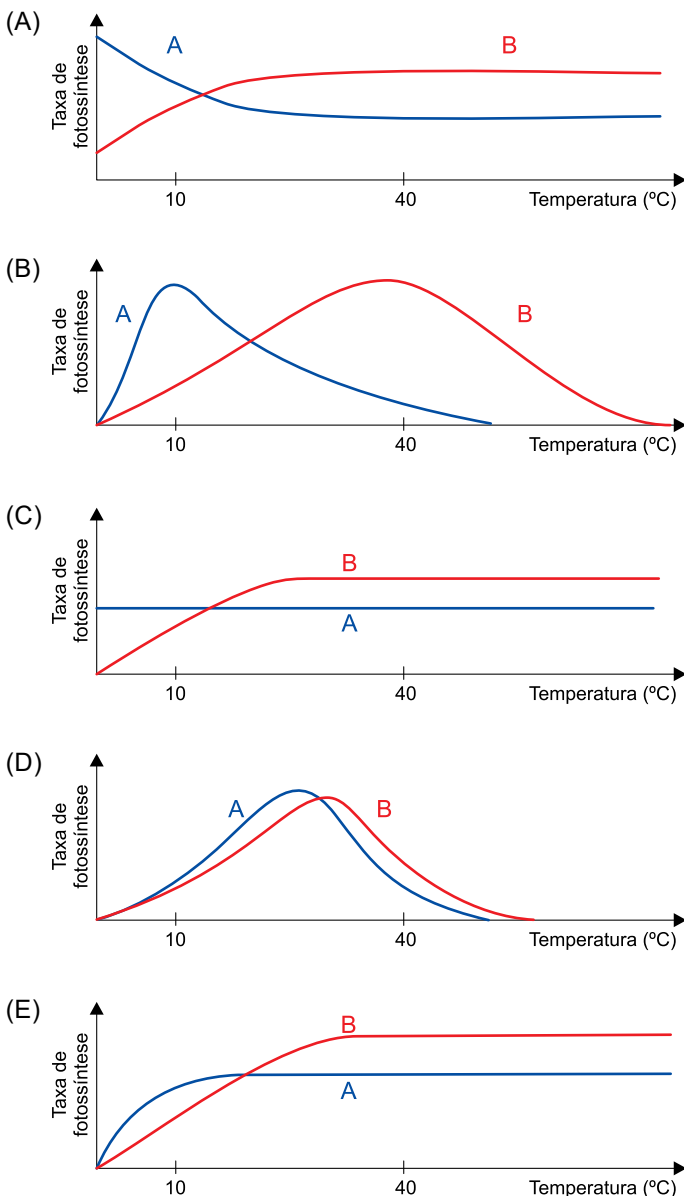 (A)
Taxa de
fotossíntese
A
B
10
40
Temperatura (ºC)
(B)
Taxa de
fotossíntese
A
B
10
40
Temperatura (ºC)
(C)
Taxa de
fotossíntese
B
A
10
40
Temperatura (ºC)
(D)
Taxa de
fotossíntese
A
B
10
40
Temperatura (ºC)
(E)
Taxa de
fotossíntese
B
A
10
40
Temperatura (ºC)